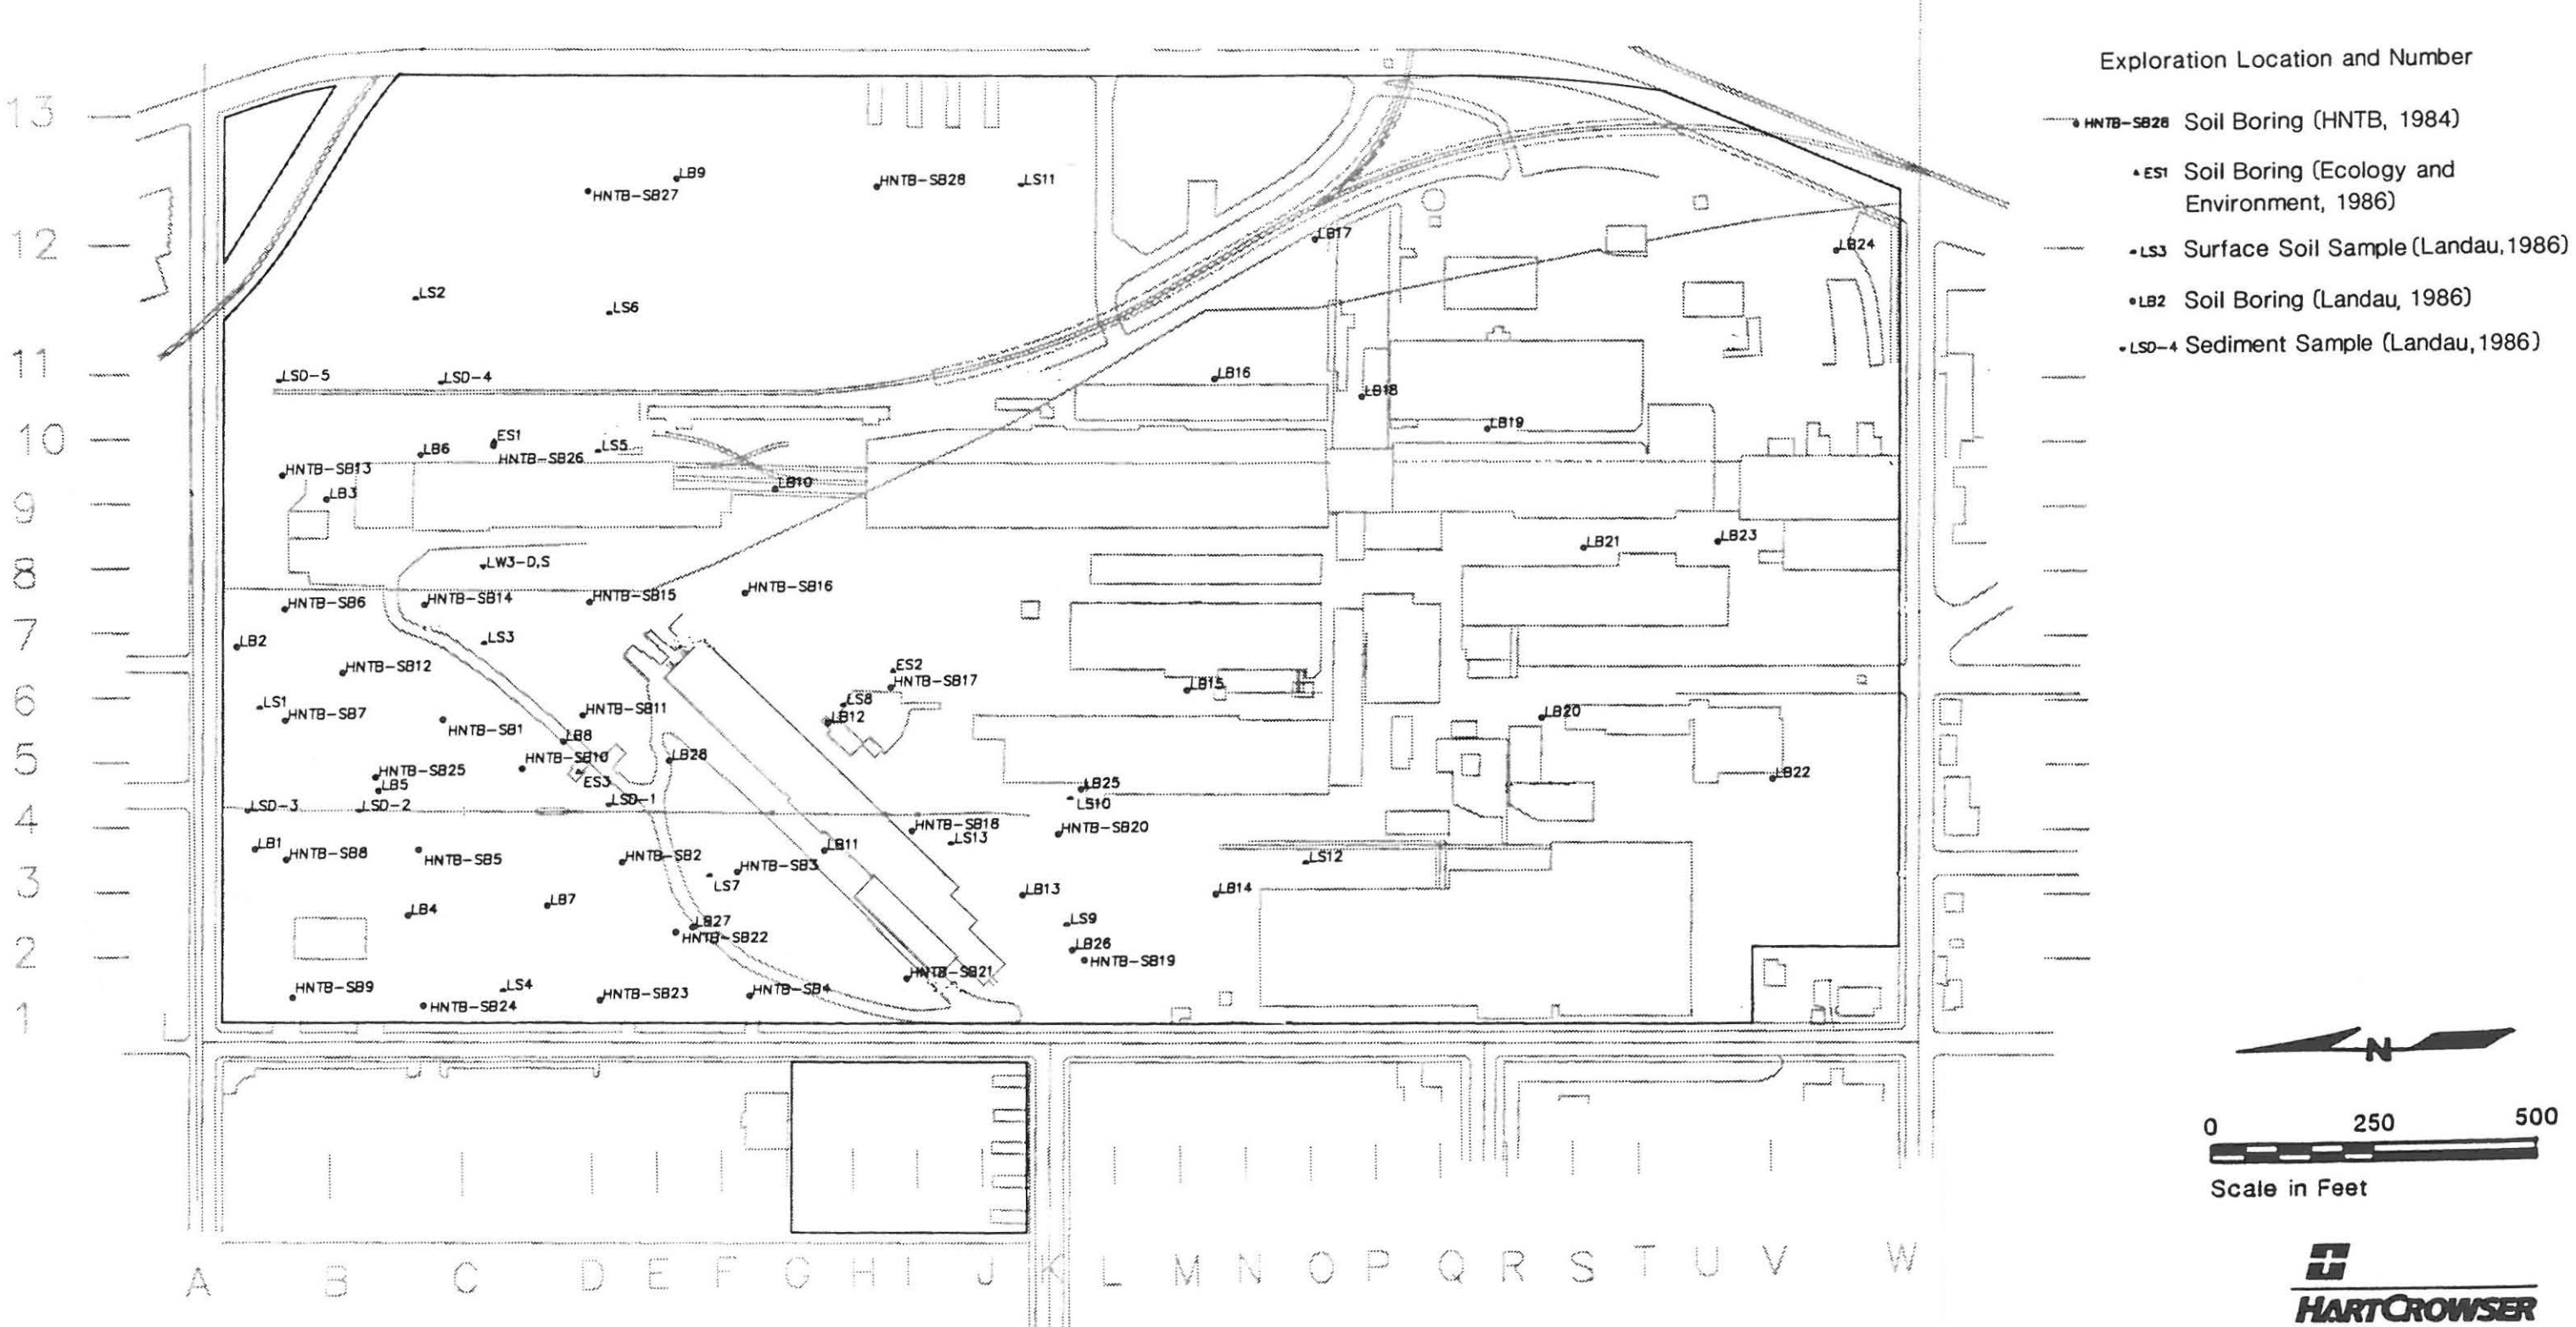 Exploration Location and Number
HNTB-SB28 Soil Boring (HNTB, 1984)
ES1 Soil Boring (Ecology and
Environment, 1986)
LS3 Surface Soil Sample (Landau, 1986)
LB2 Soil Boring (Landau, 1986)
LSD-4 Sediment Sample (Landau, 1986)
13
LB9
HNTB-SB27
HNTB-SB28
LS11
12
LB17
LB24
LS2
LS6
11
LSD-5
LSD-4
LB16
LB18
LB19
10
ES1
LB6
HNTB-SB26
LS5
HNTB-SB13
LB3
LB10
9
LB21
LB23
8
LW3-D,S
HNTB-SB6
HNTB-SB14
HNTB-SB15
HNTB-SB16
7
LB2
LS3
HNTB-SB12
ES2
HNTB-SB17
LB15
6
LS1
HNTB-SB7
HNTB-SB1
HNTB-SB11
LS8
LB12
LB20
LB8
HNTB-SB10
LB28
5
HNTB-SB25
LB5
ES3
LB25
LB22
LSD-3
LSD-2
LSD-1
LS10
4
HNTB-SB18
LS13
HNTB-SB20
LB1
HNTB-SB8
HNTB-SB5
HNTB-SB2
HNTB-SB3
LB11
LS12
3
LS7
LB13
LB14
LB4
LB7
LB27
HNTB-SB22
LS9
2
LB26
HNTB-SB19
HNTB-SB21
HNTB-SB9
LS4
HNTB-SB24
HNTB-SB23
HNTB-SB4
1
N
0 250 500
Scale in Feet
A B C D E F G H I J K L M N O P Q R S T U V W
HARTCROWSER